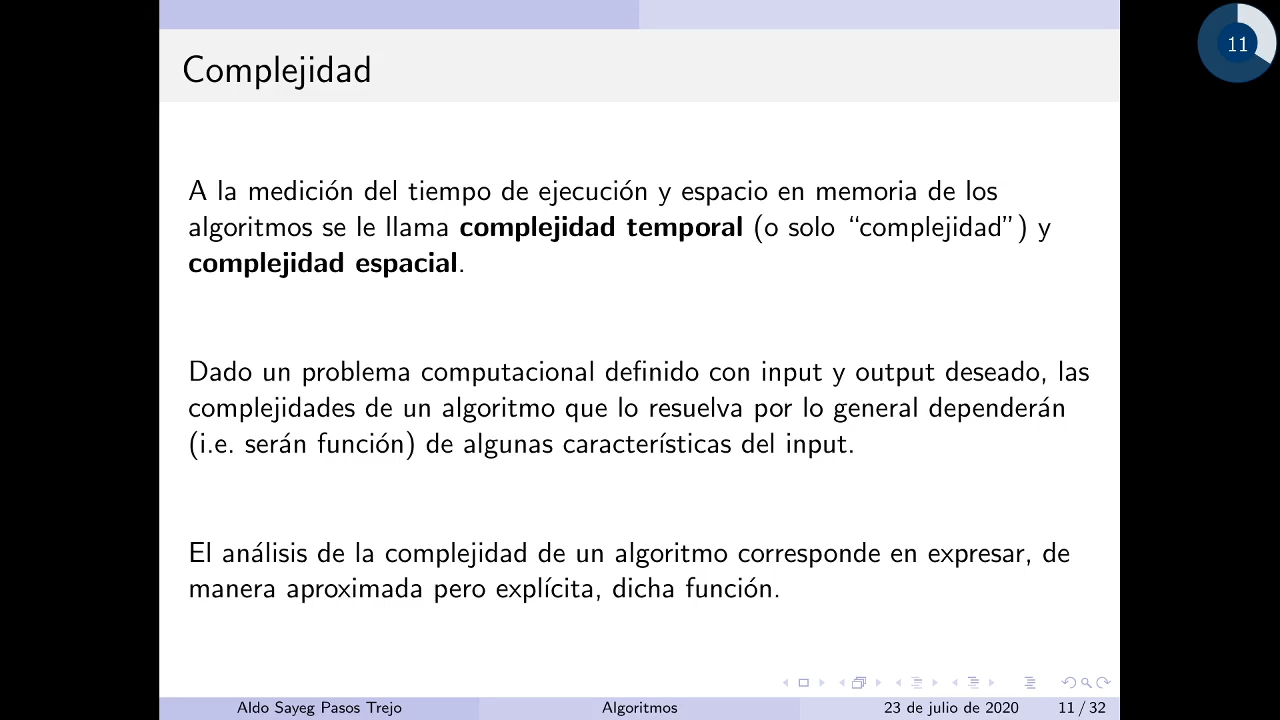 11
Complejidad
A la medición del tiempo de ejecución y espacio en memoria de los
algoritmos se le llama complejidad temporal (o solo “complejidad”) y
complejidad espacial.
Dado un problema computacional definido con input y output deseado, las
complejidades de un algoritmo que lo resuelva por lo general dependerán
(i.e. serán función) de algunas características del input.
El análisis de la complejidad de un algoritmo corresponde en expresar, de
manera aproximada pero explícita, dicha función.
Aldo Sayeg Pasos Trejo Algoritmos 23 de julio de 2020 11 / 32